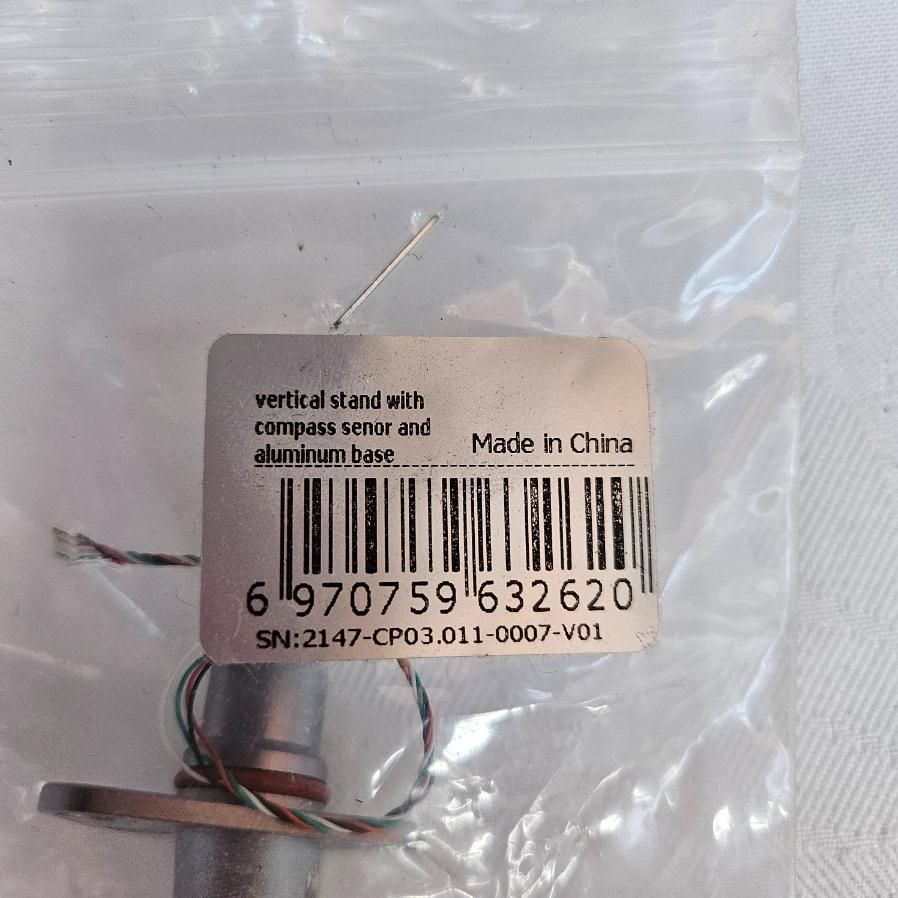 vertical stand with
compass senor and
aluminum base
Made in China
6 970759 632620
SN:2147-CP03.011-0007-V01